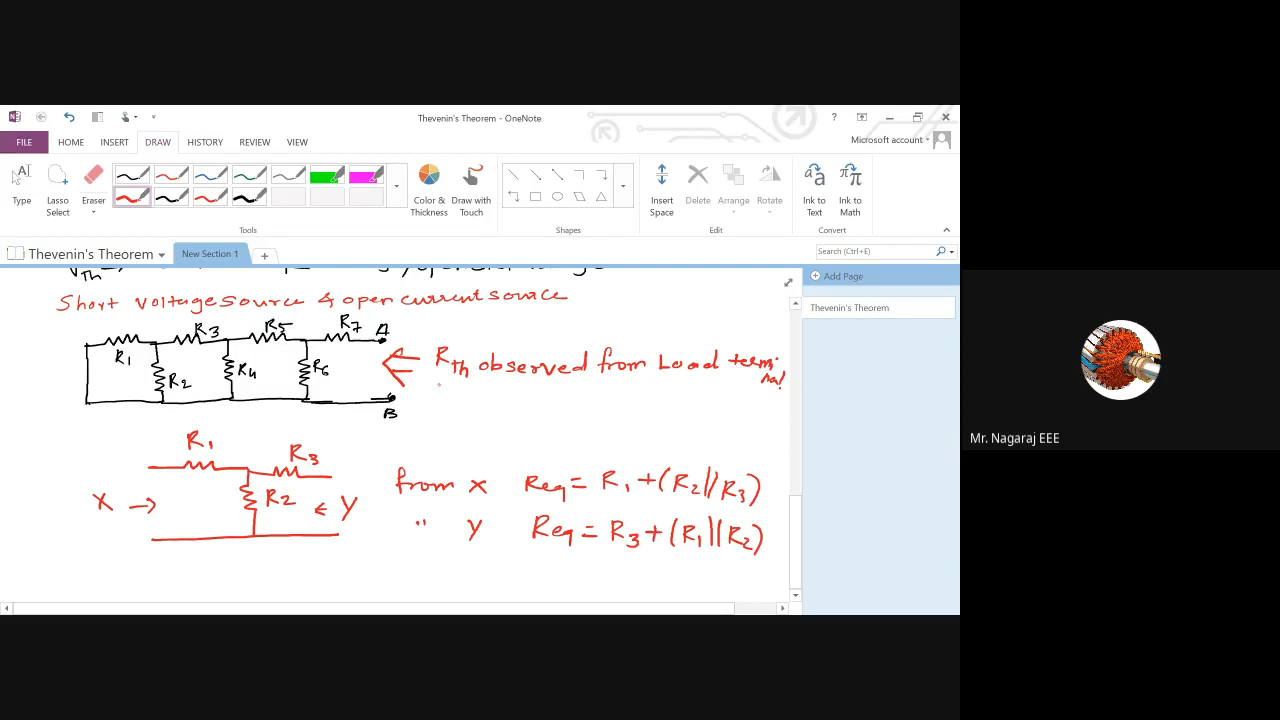 Thevenin's Theorem - OneNote
FILE HOME INSERT DRAW HISTORY REVIEW VIEW
Microsoft account
Type Lasso Select Eraser Color & Thickness Draw with Touch Insert Space Delete Arrange Rotate Ink to Text Ink to Math
Tools Shapes Edit Convert
Thevenin's Theorem New Section 1 Search (Ctrl+E)
Add Page
Thevenin's Theorem
Vth
Short voltage source & open current source
R1 R3 R5 R7 A
R2 R4 R6
B
Rth observed from Load terminal
R1 R3
X → R2 ← Y
from x Req = R1 + (R2||R3)
" y Req = R3 + (R1||R2)
Mr. Nagaraj EEE